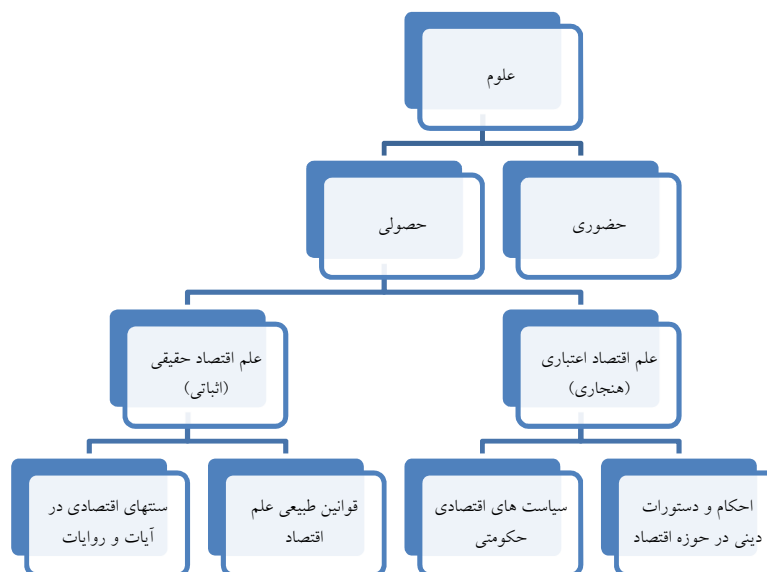 علوم
حضوری
حصولی
علم اقتصاد اعتباری
(هنجاری)
علم اقتصاد حقیقی
(اثباتی)
احکام و دستورات
دینی در حوزه اقتصاد
سیاست های اقتصادی
حکومتی
قوانین طبیعی علم
اقتصاد
سنتهای اقتصادی در
آیات و روایات